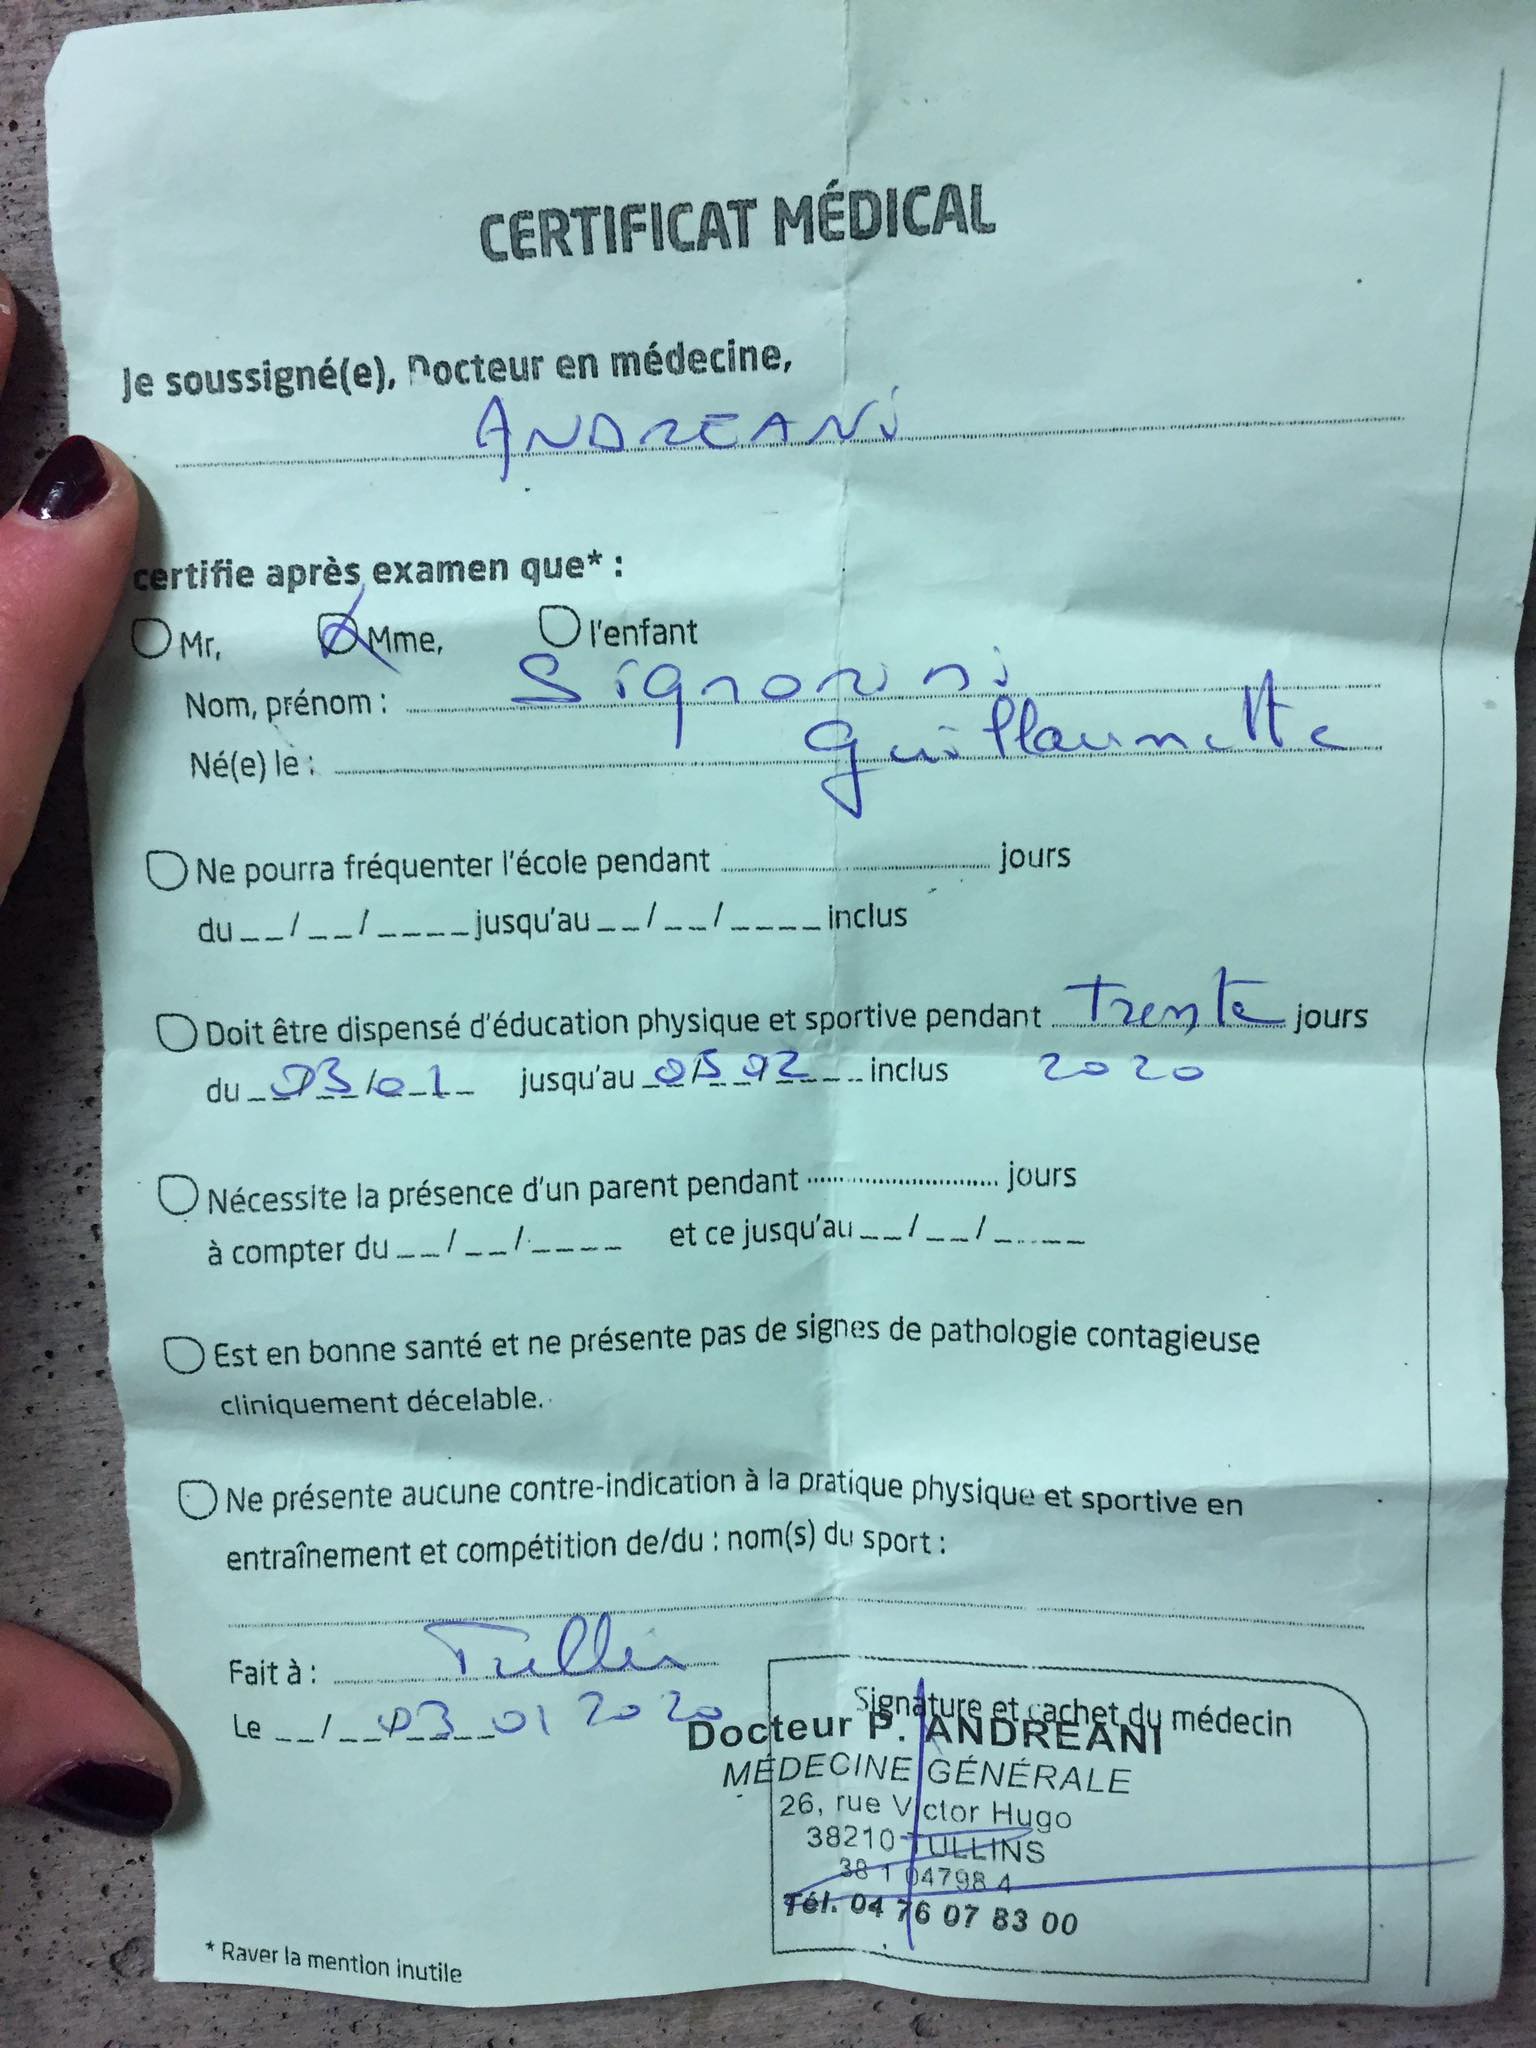 CERTIFICAT MÉDICAL
Je soussigné(e), Docteur en médecine,
ANDREANI
certifie après examen que* :
Mr, Mme, l'enfant
Nom, prénom : Signorini
Guillaumette
Né(e) le :
Ne pourra fréquenter l'école pendant jours
du __/__/____ jusqu'au __/__/____ inclus
Doit être dispensé d'éducation physique et sportive pendant Trente jours
du 03/01 jusqu'au 05 02 inclus 2020
Nécessite la présence d'un parent pendant jours
à compter du __/__/____ et ce jusqu'au __/__/____
Est en bonne santé et ne présente pas de signes de pathologie contagieuse
cliniquement décelable.
Ne présente aucune contre-indication à la pratique physique et sportive en
entraînement et compétition de/du : nom(s) du sport :
Fait à : Tullin
Le 03 01 2020
Signature et cachet du médecin
Docteur P. ANDREANI
MÉDECINE GÉNÉRALE
26, rue Victor Hugo
38210 TULLINS
38 1 04798 4
Tél. 04 76 07 83 00
* Raver la mention inutile